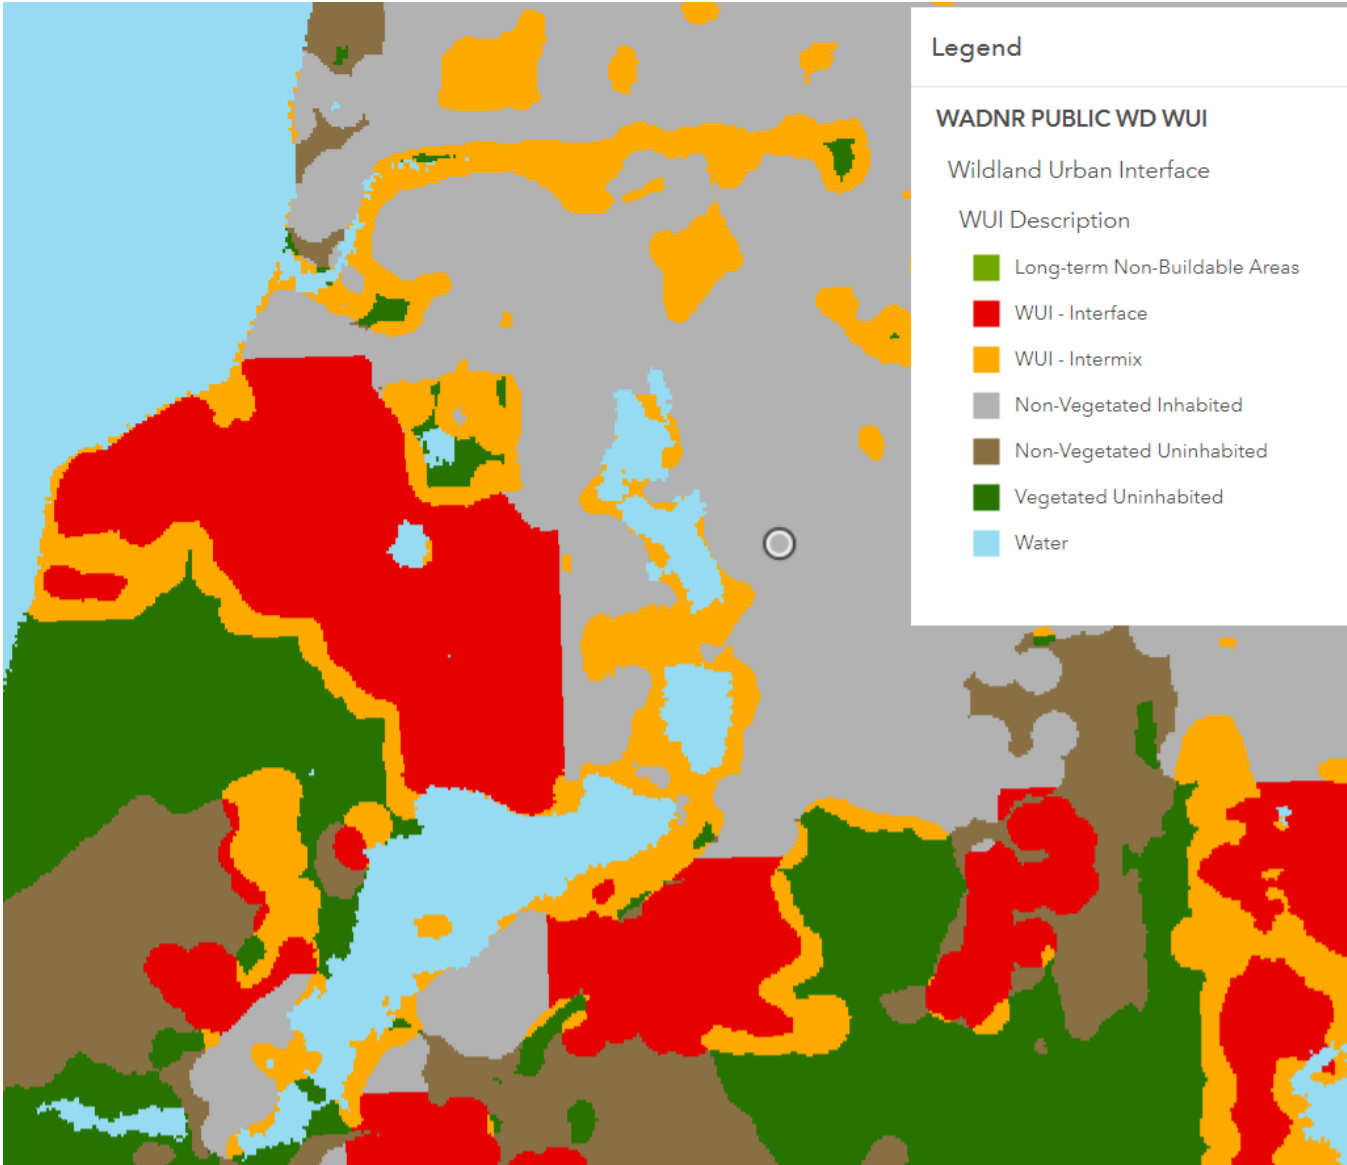 Legend
WADNR PUBLIC WD WUI
Wildland Urban Interface
WUI Description
Long-term Non-Buildable Areas
WUI - Interface
WUI - Intermix
Non-Vegetated Inhabited
Non-Vegetated Uninhabited
Vegetated Uninhabited
Water